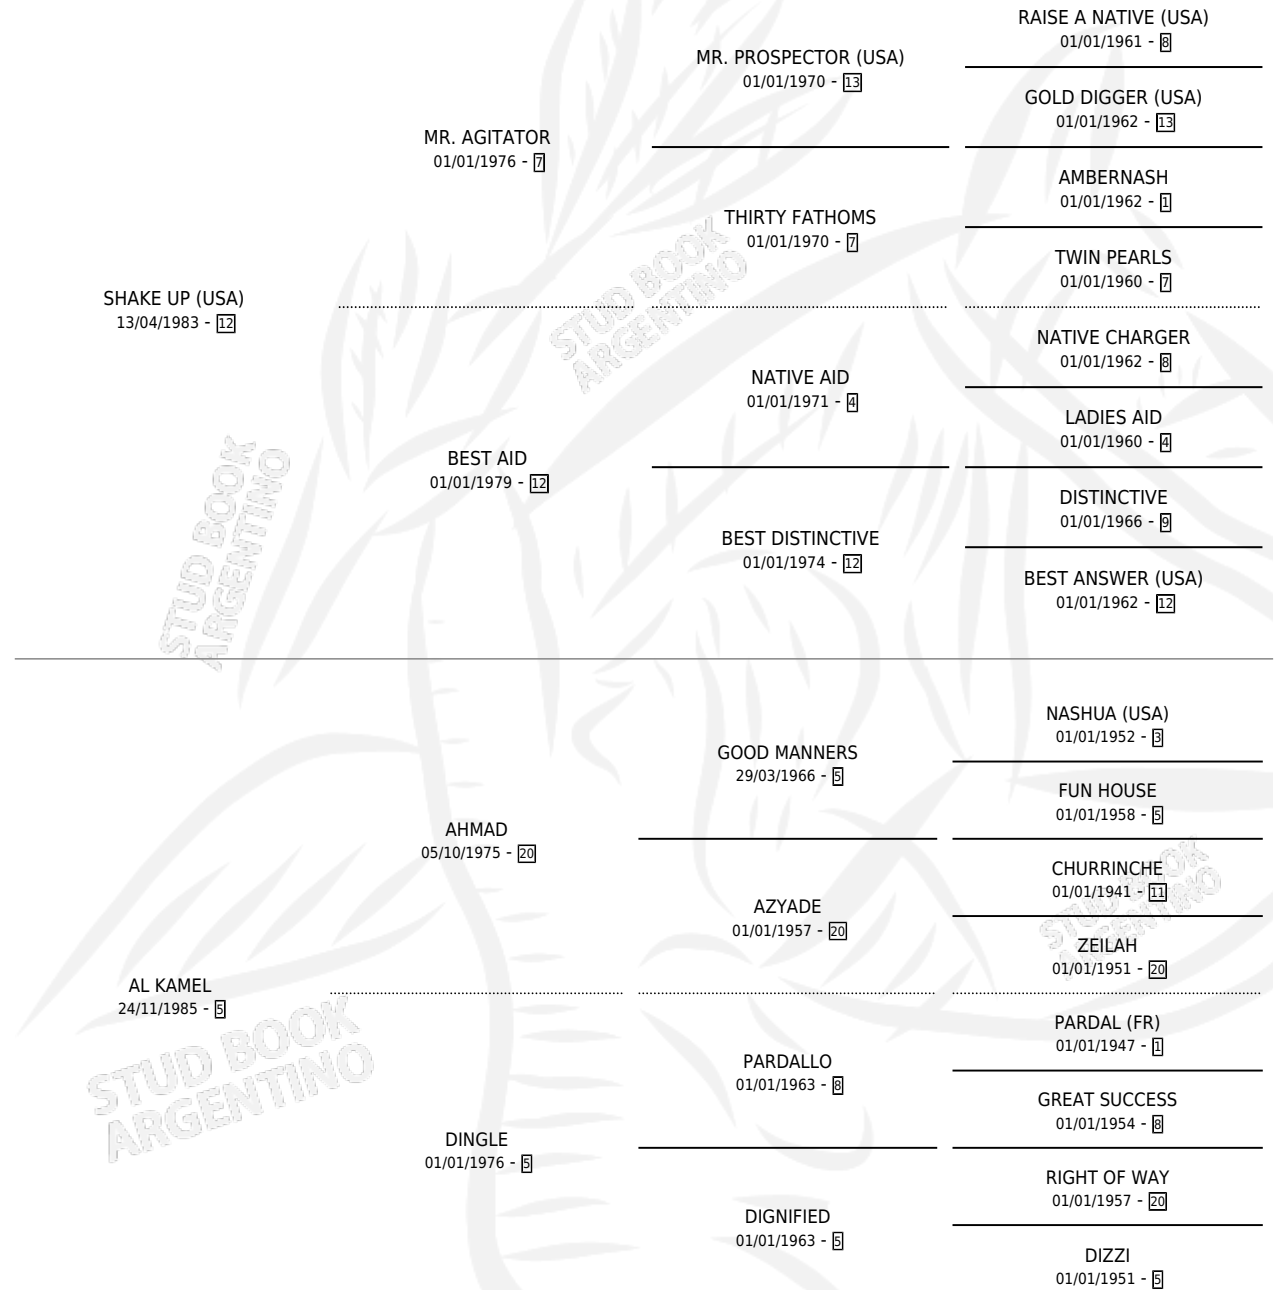 RAISE A NATIVE (USA)
01/01/1961 - 8
MR. PROSPECTOR (USA)
01/01/1970 - 13
GOLD DIGGER (USA)
01/01/1962 - 13
MR. AGITATOR
01/01/1976 - 7
AMBERNASH
01/01/1962 - 1
THIRTY FATHOMS
01/01/1970 - 7
TWIN PEARLS
01/01/1960 - 7
SHAKE UP (USA)
13/04/1983 - 12
NATIVE CHARGER
01/01/1962 - 8
NATIVE AID
01/01/1971 - 4
LADIES AID
01/01/1960 - 4
BEST AID
01/01/1979 - 12
DISTINCTIVE
01/01/1966 - 9
BEST DISTINCTIVE
01/01/1974 - 12
BEST ANSWER (USA)
01/01/1962 - 12
NASHUA (USA)
01/01/1952 - 3
GOOD MANNERS
29/03/1966 - 5
FUN HOUSE
01/01/1958 - 5
AHMAD
05/10/1975 - 20
CHURRINCHE
01/01/1941 - 11
AZYADE
01/01/1957 - 20
ZEILAH
01/01/1951 - 20
AL KAMEL
24/11/1985 - 5
PARDAL (FR)
01/01/1947 - 1
PARDALLO
01/01/1963 - 8
GREAT SUCCESS
01/01/1954 - 8
DINGLE
01/01/1976 - 5
RIGHT OF WAY
01/01/1957 - 20
DIGNIFIED
01/01/1963 - 5
DIZZI
01/01/1951 - 5
STUD BOOK
ARGENTINO
STUD BOOK
ARGENTINO
STUD BOOK
ARGENTINO
STUD BOOK
ARGENTINO